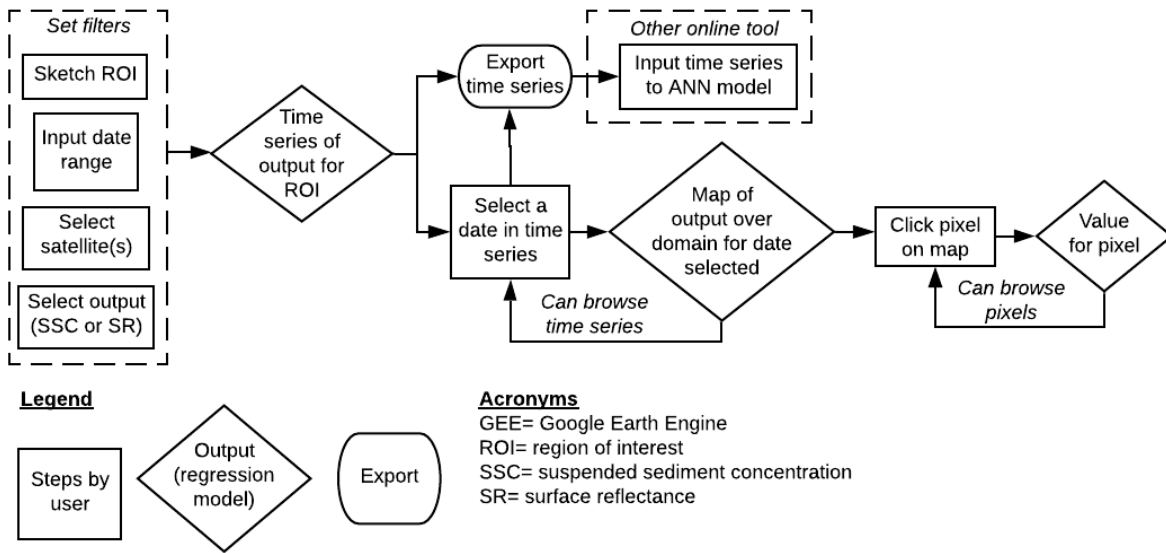 Set filters
Sketch ROI
Input date
range
Select
satellite(s)
Select output
(SSC or SR)
Time
series of
output for
ROI
Export
time series
Other online tool
Input time series
to ANN model
Select a
date in time
series
Map of
output over
domain for date
selected
Can browse
time series
Click pixel
on map
Value
for pixel
Can browse
pixels
Legend
Steps by
user
Output
(regression
model)
Export
Acronyms
GEE= Google Earth Engine
ROI= region of interest
SSC= suspended sediment concentration
SR= surface reflectance